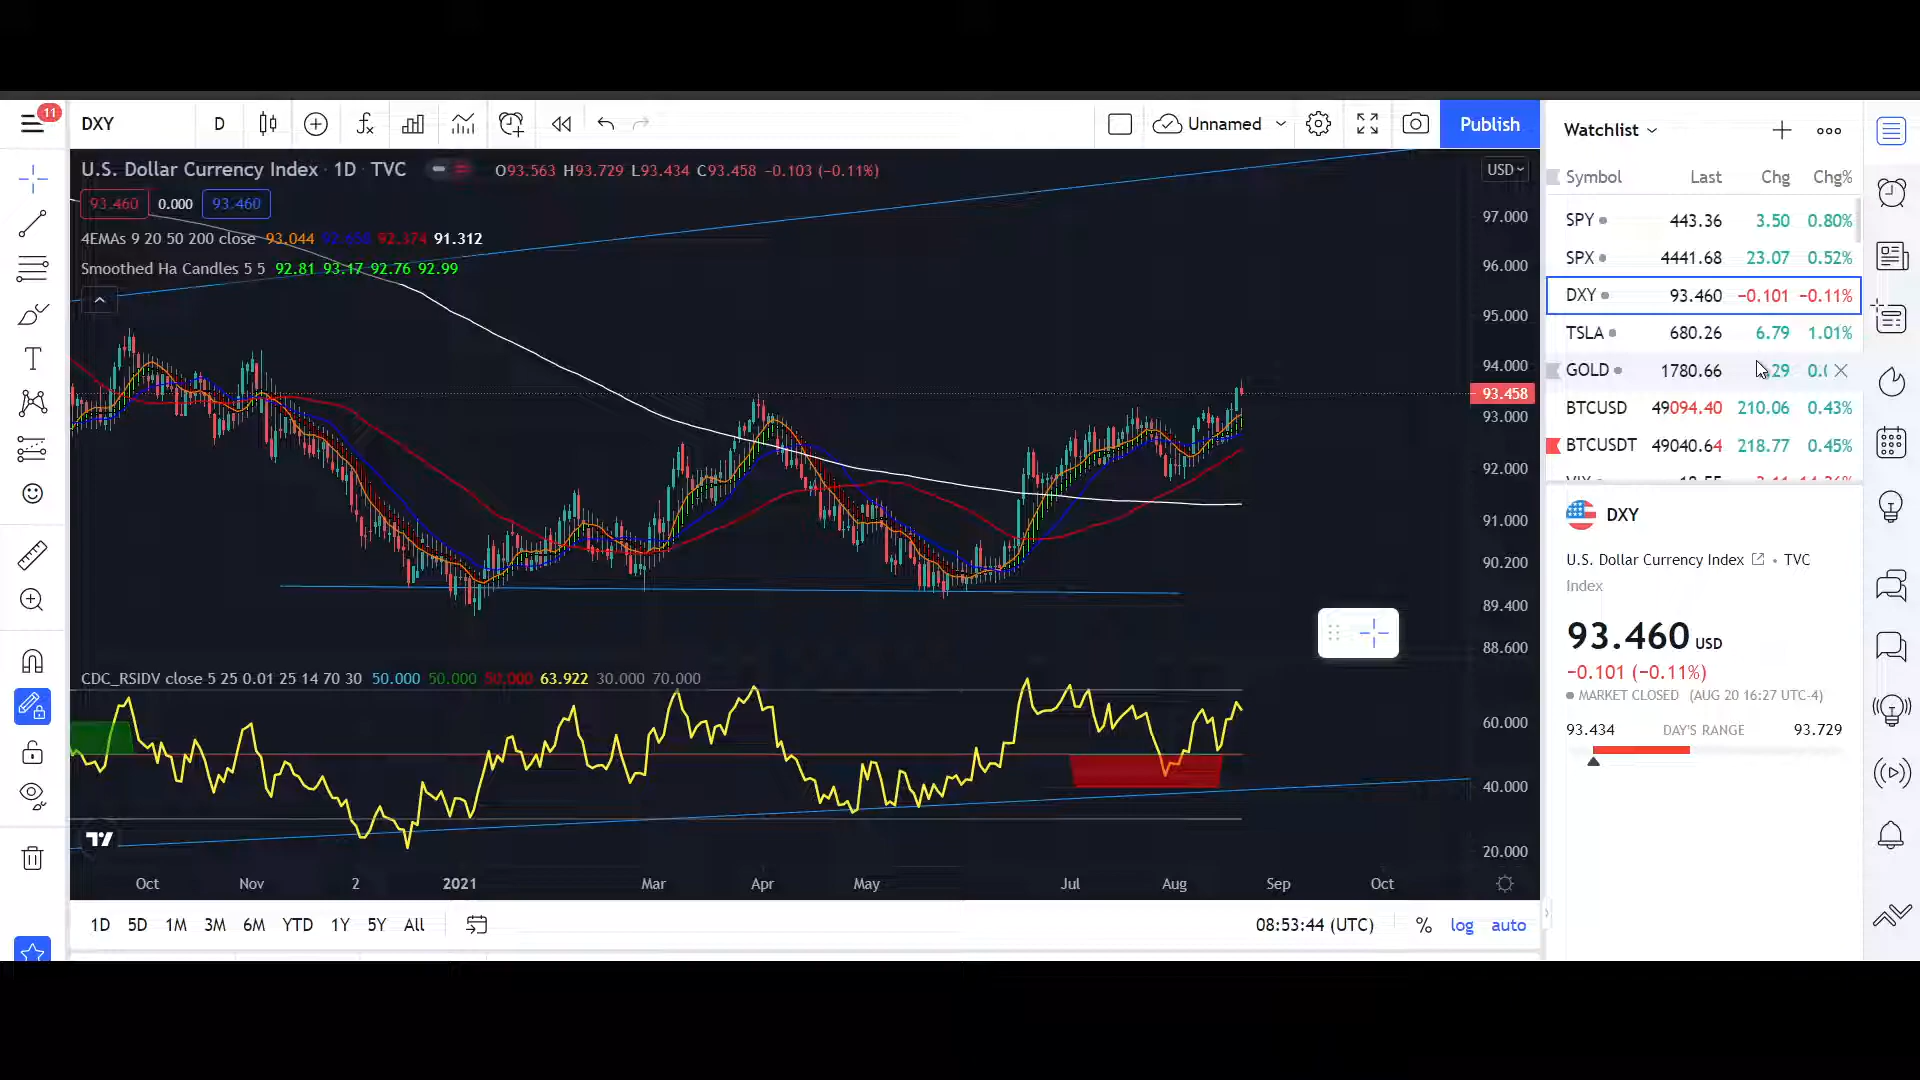 11
DXY
D
Unnamed
Publish
Watchlist
U.S. Dollar Currency Index · 1D · TVC
O93.563 H93.729 L93.434 C93.458 −0.103 (−0.11%)
USD
93.460 0.000 93.460
4EMAs 9 20 50 200 close 93.044 92.658 92.374 91.312
Smoothed Ha Candles 5 5 92.81 93.17 92.76 92.99
97.000
96.000
95.000
94.000
93.458
93.000
92.000
91.000
90.200
89.400
88.600
CDC_RSIDV close 5 25 0.01 25 14 70 30 50.000 50.000 50.000 63.922 30.000 70.000
60.000
40.000
20.000
Oct Nov 2 2021 Mar Apr May Jul Aug Sep Oct
1D 5D 1M 3M 6M YTD 1Y 5Y All
08:53:44 (UTC) % log auto
Symbol Last Chg Chg%
SPY 443.36 3.50 0.80%
SPX 4441.68 23.07 0.52%
DXY 93.460 −0.101 −0.11%
TSLA 680.26 6.79 1.01%
GOLD 1780.66 .29 0.
BTCUSD 49094.40 210.06 0.43%
BTCUSDT 49040.64 218.77 0.45%
DXY
U.S. Dollar Currency Index • TVC
Index
93.460 USD
−0.101 (−0.11%)
MARKET CLOSED (AUG 20 16:27 UTC-4)
93.434 DAY'S RANGE 93.729